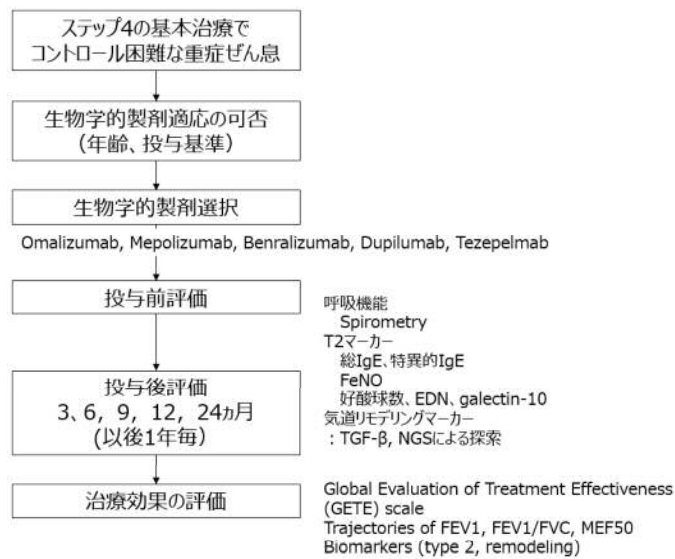 ステップ4の基本治療で
コントロール困難な重症ぜん息
生物学的製剤適応の可否
（年齢、投与基準）
生物学的製剤選択
Omalizumab, Mepolizumab, Benralizumab, Dupilumab, Tezepelmab
投与前評価
呼吸機能
Spirometry
T2マーカー
総IgE、特異的IgE
FeNO
好酸球数、EDN、galectin-10
気道リモデリングマーカー
：TGF-β, NGSによる探索
投与後評価
3、6，9，12，24ヵ月
(以後1年毎）
治療効果の評価
Global Evaluation of Treatment Effectiveness
(GETE) scale
Trajectories of FEV1, FEV1/FVC, MEF50
Biomarkers (type 2, remodeling)